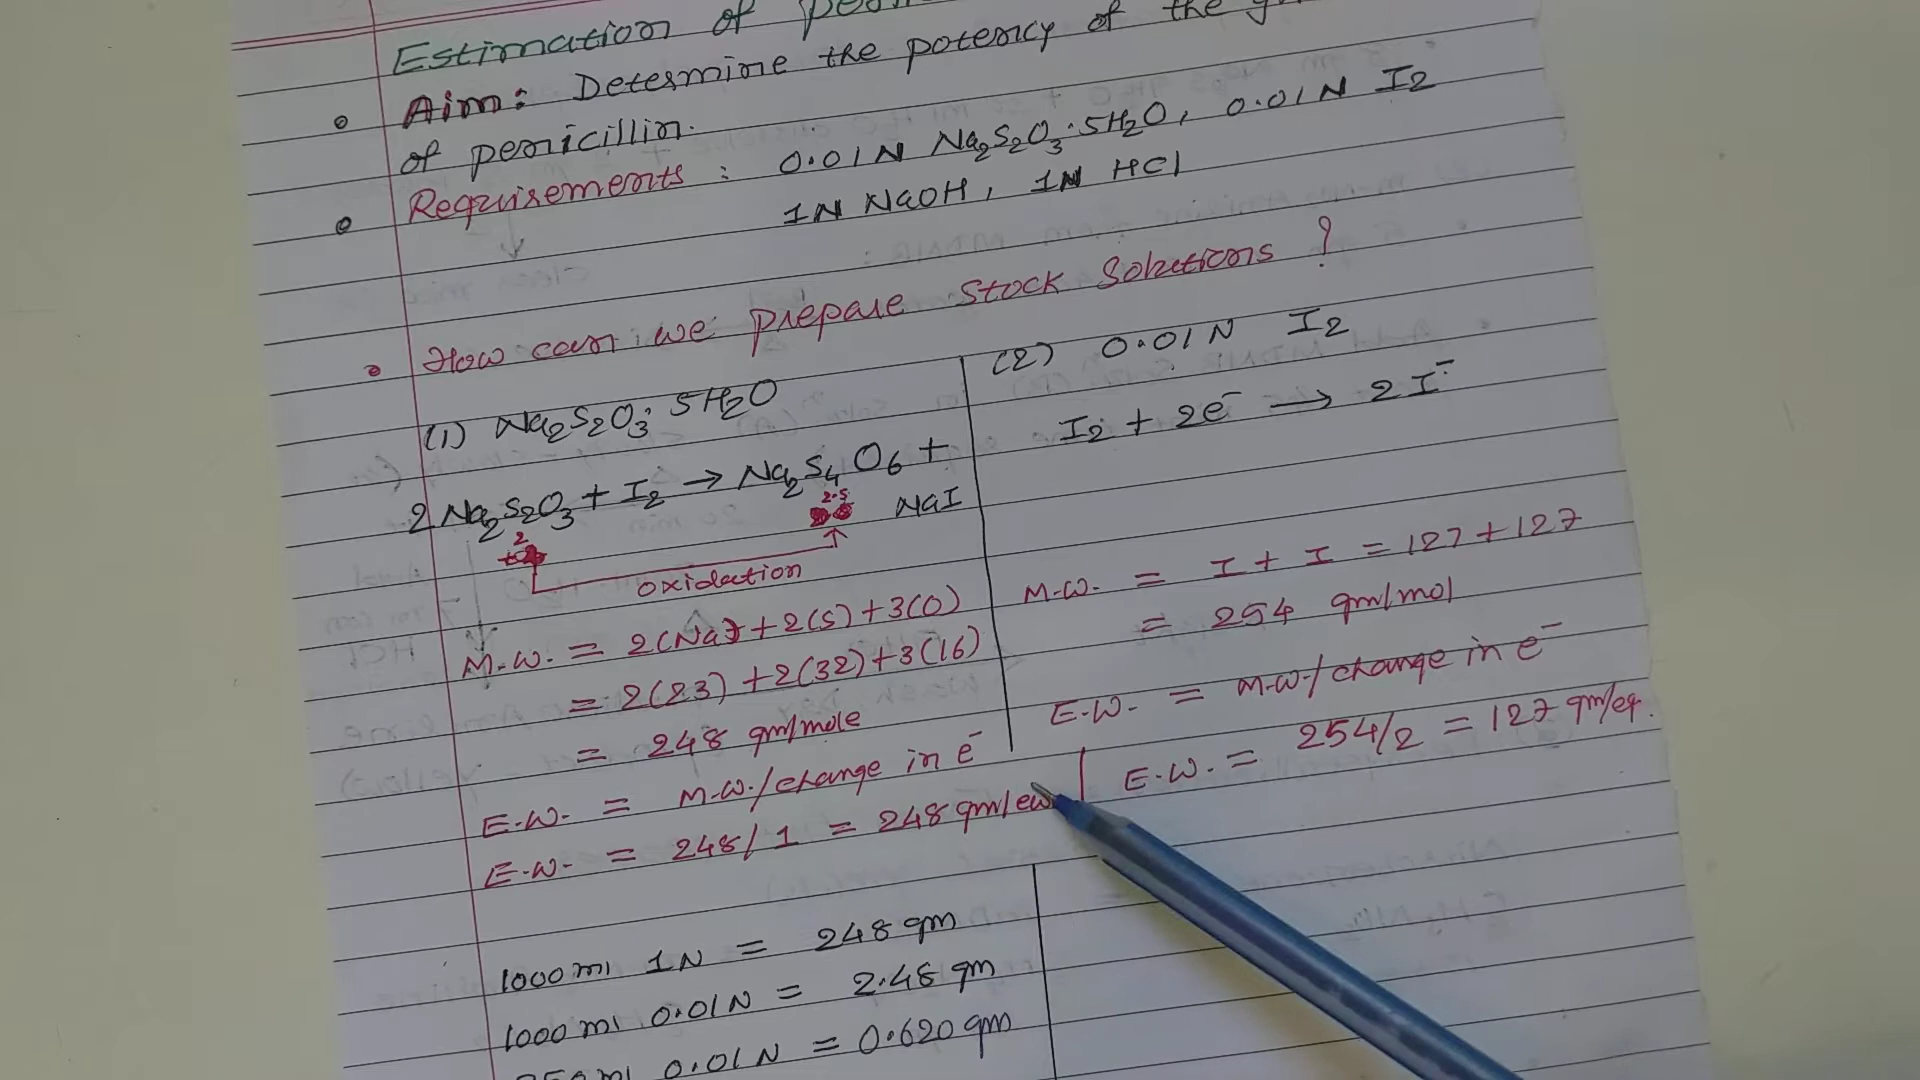 Estimation of
Aim: Determine the potency of the
of penicillin.
Requirements : 0.01N Na2S2O3·5H2O, 0.01N I2
1N NaOH, 1N HCl
How can we prepare stock solutions ?
(1) Na2S2O3·5H2O
2Na2S2O3 + I2 → Na2S4O6 +
NaI
2
2.5
oxidation
M.W. = 2(Na) + 2(S) + 3(O)
= 2(23) + 2(32) + 3(16)
= 248 gm/mole
E.W. = M.W./change in e-
E.W. = 248/1 = 248 gm/ew
(2) 0.01N I2
I2 + 2e- → 2I-
M.W. = I + I = 127 + 127
= 254 gm/mol
E.W. = M.W./change in e-
E.W. = 254/2 = 127 gm/eq.
1000 ml 1N = 248 gm
1000 ml 0.01N = 2.48 gm
250 ml 0.01N = 0.620 gm